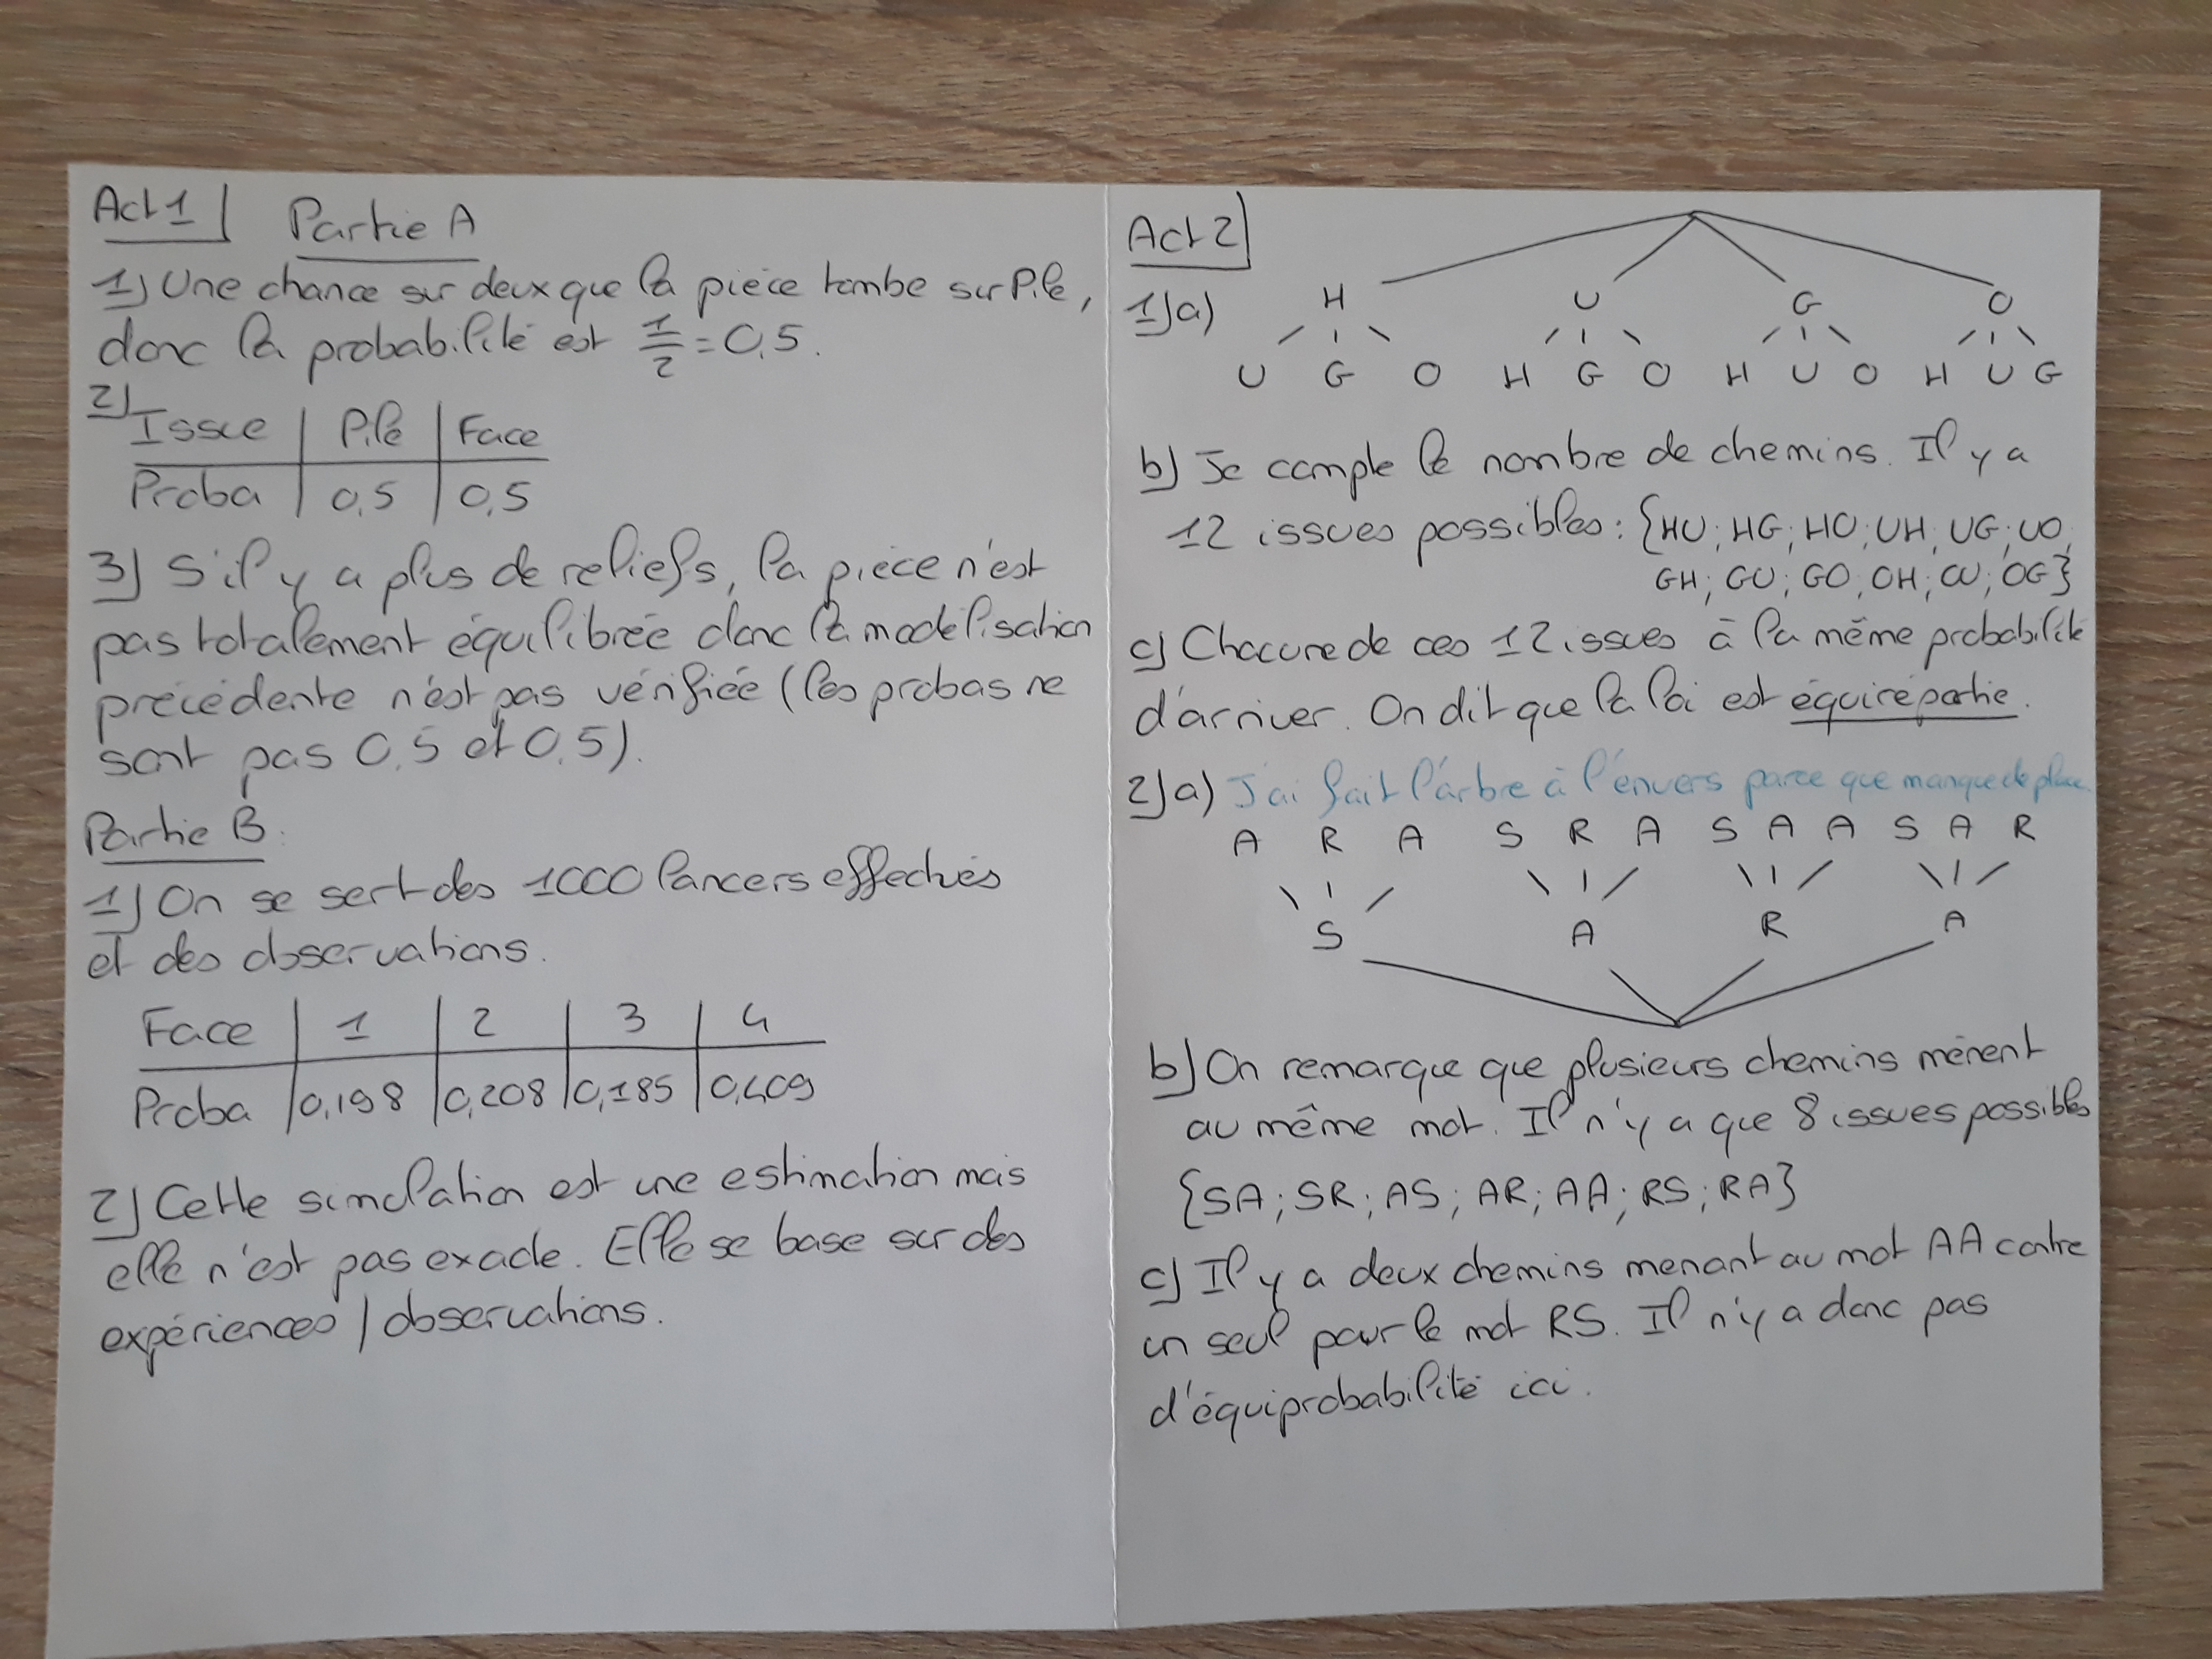 Act 1 Partie A
1) Une chance sur deux que la pièce tombe sur Pile,
donc la probabilité est 1/2 = 0,5.
2)
Issue | Pile | Face
Proba | 0,5 | 0,5
3) S'il y a plus de reliefs, la pièce n'est
pas totalement équilibrée donc la modélisation
précédente n'est pas vérifiée (les probas ne
sont pas 0,5 et 0,5).
Partie B :
1) On se sert des 1000 lancers effectués
et des observations.
Face | 1 | 2 | 3 | 4
Proba | 0,198 | 0,208 | 0,185 | 0,409
2) Cette simulation est une estimation mais
elle n'est pas exacte. Elle se base sur des
expériences / observations.
Act 2
1) a)
H U G O
U G O H G O H U O H U G
b) Je compte le nombre de chemins. Il y a
12 issues possibles : {HU ; HG ; HO ; UH ; UG ; UO ;
GH ; GU ; GO ; OH ; OU ; OG}
c) Chacune de ces 12 issues à la même probabilité
d'arriver. On dit que la loi est équirépartie.
2) a) J'ai fait l'arbre à l'envers parce que manque de place.
A R A S R A S A A S A R
S A R A
b) On remarque que plusieurs chemins mènent
au même mot. Il n'y a que 8 issues possibles
{SA ; SR ; AS ; AR ; AA ; RS ; RA}
c) Il y a deux chemins menant au mot AA contre
un seul pour le mot RS. Il n'y a donc pas
d'équiprobabilité ici.